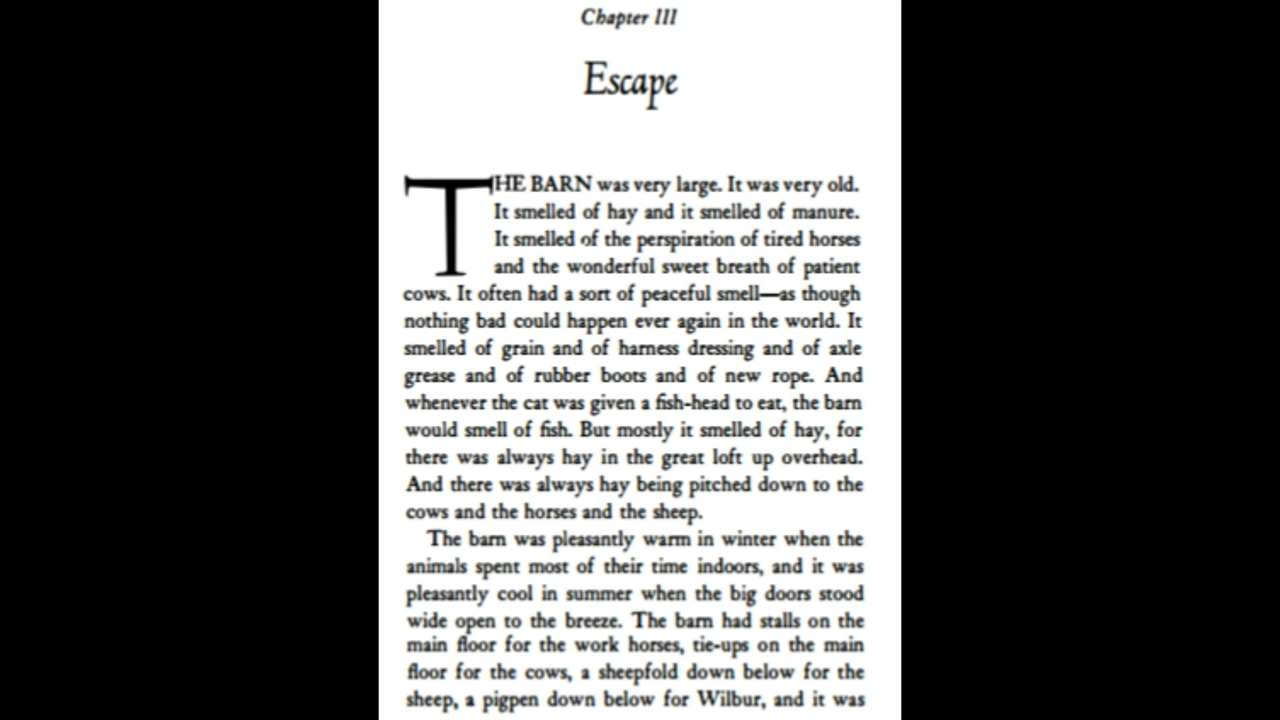 Chapter III
Escape
THE BARN was very large. It was very old.
It smelled of hay and it smelled of manure.
It smelled of the perspiration of tired horses
and the wonderful sweet breath of patient
cows. It often had a sort of peaceful smell—as though
nothing bad could happen ever again in the world. It
smelled of grain and of harness dressing and of axle
grease and of rubber boots and of new rope. And
whenever the cat was given a fish-head to eat, the barn
would smell of fish. But mostly it smelled of hay, for
there was always hay in the great loft up overhead.
And there was always hay being pitched down to the
cows and the horses and the sheep.
The barn was pleasantly warm in winter when the
animals spent most of their time indoors, and it was
pleasantly cool in summer when the big doors stood
wide open to the breeze. The barn had stalls on the
main floor for the work horses, tie-ups on the main
floor for the cows, a sheepfold down below for the
sheep, a pigpen down below for Wilbur, and it was